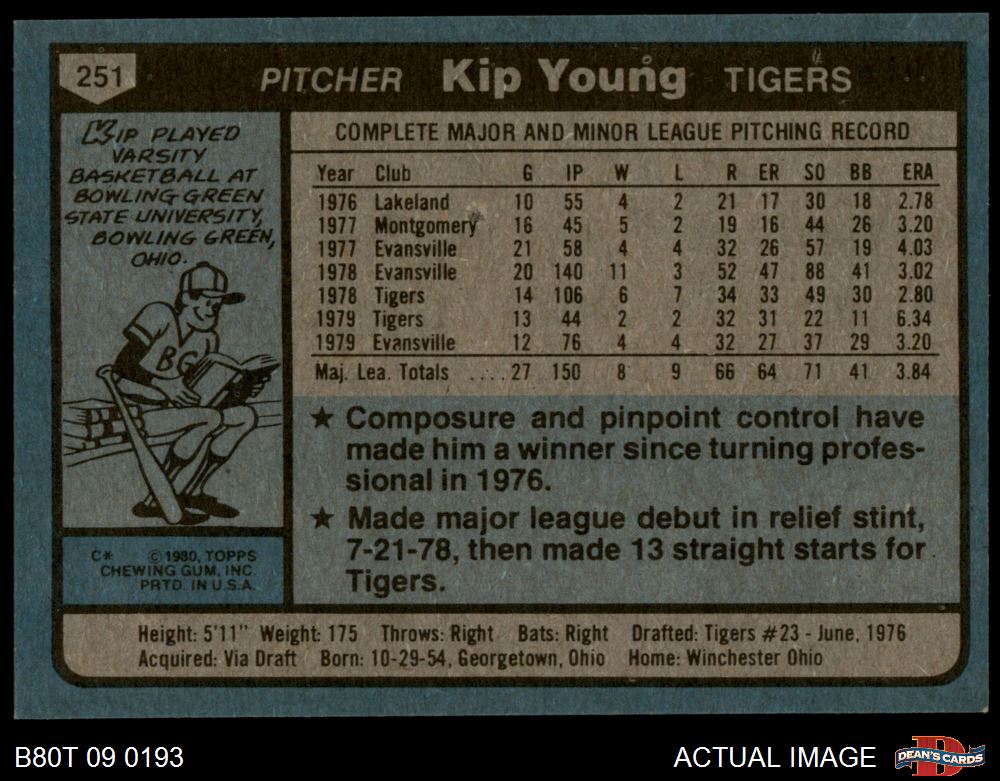 251 PITCHER Kip Young TIGERS
KIP PLAYED
VARSITY
BASKETBALL AT
BOWLING GREEN
STATE UNIVERSITY,
BOWLING GREEN,
OHIO.
BG
C* © 1980, TOPPS
CHEWING GUM, INC.
PRTD. IN U.S.A.
COMPLETE MAJOR AND MINOR LEAGUE PITCHING RECORD
Year Club G IP W L R ER SO BB ERA
1976 Lakeland 10 55 4 2 21 17 30 18 2.78
1977 Montgomery 16 45 5 2 19 16 44 26 3.20
1977 Evansville 21 58 4 4 32 26 57 19 4.03
1978 Evansville 20 140 11 3 52 47 88 41 3.02
1978 Tigers 14 106 6 7 34 33 49 30 2.80
1979 Tigers 13 44 2 2 32 31 22 11 6.34
1979 Evansville 12 76 4 4 32 27 37 29 3.20
Maj. Lea. Totals ....27 150 8 9 66 64 71 41 3.84
★ Composure and pinpoint control have
made him a winner since turning profes-
sional in 1976.
★ Made major league debut in relief stint,
7-21-78, then made 13 straight starts for
Tigers.
Height: 5'11" Weight: 175 Throws: Right Bats: Right Drafted: Tigers #23 - June, 1976
Acquired: Via Draft Born: 10-29-54, Georgetown, Ohio Home: Winchester Ohio
B80T 09 0193 ACTUAL IMAGE D DEAN'S CARDS